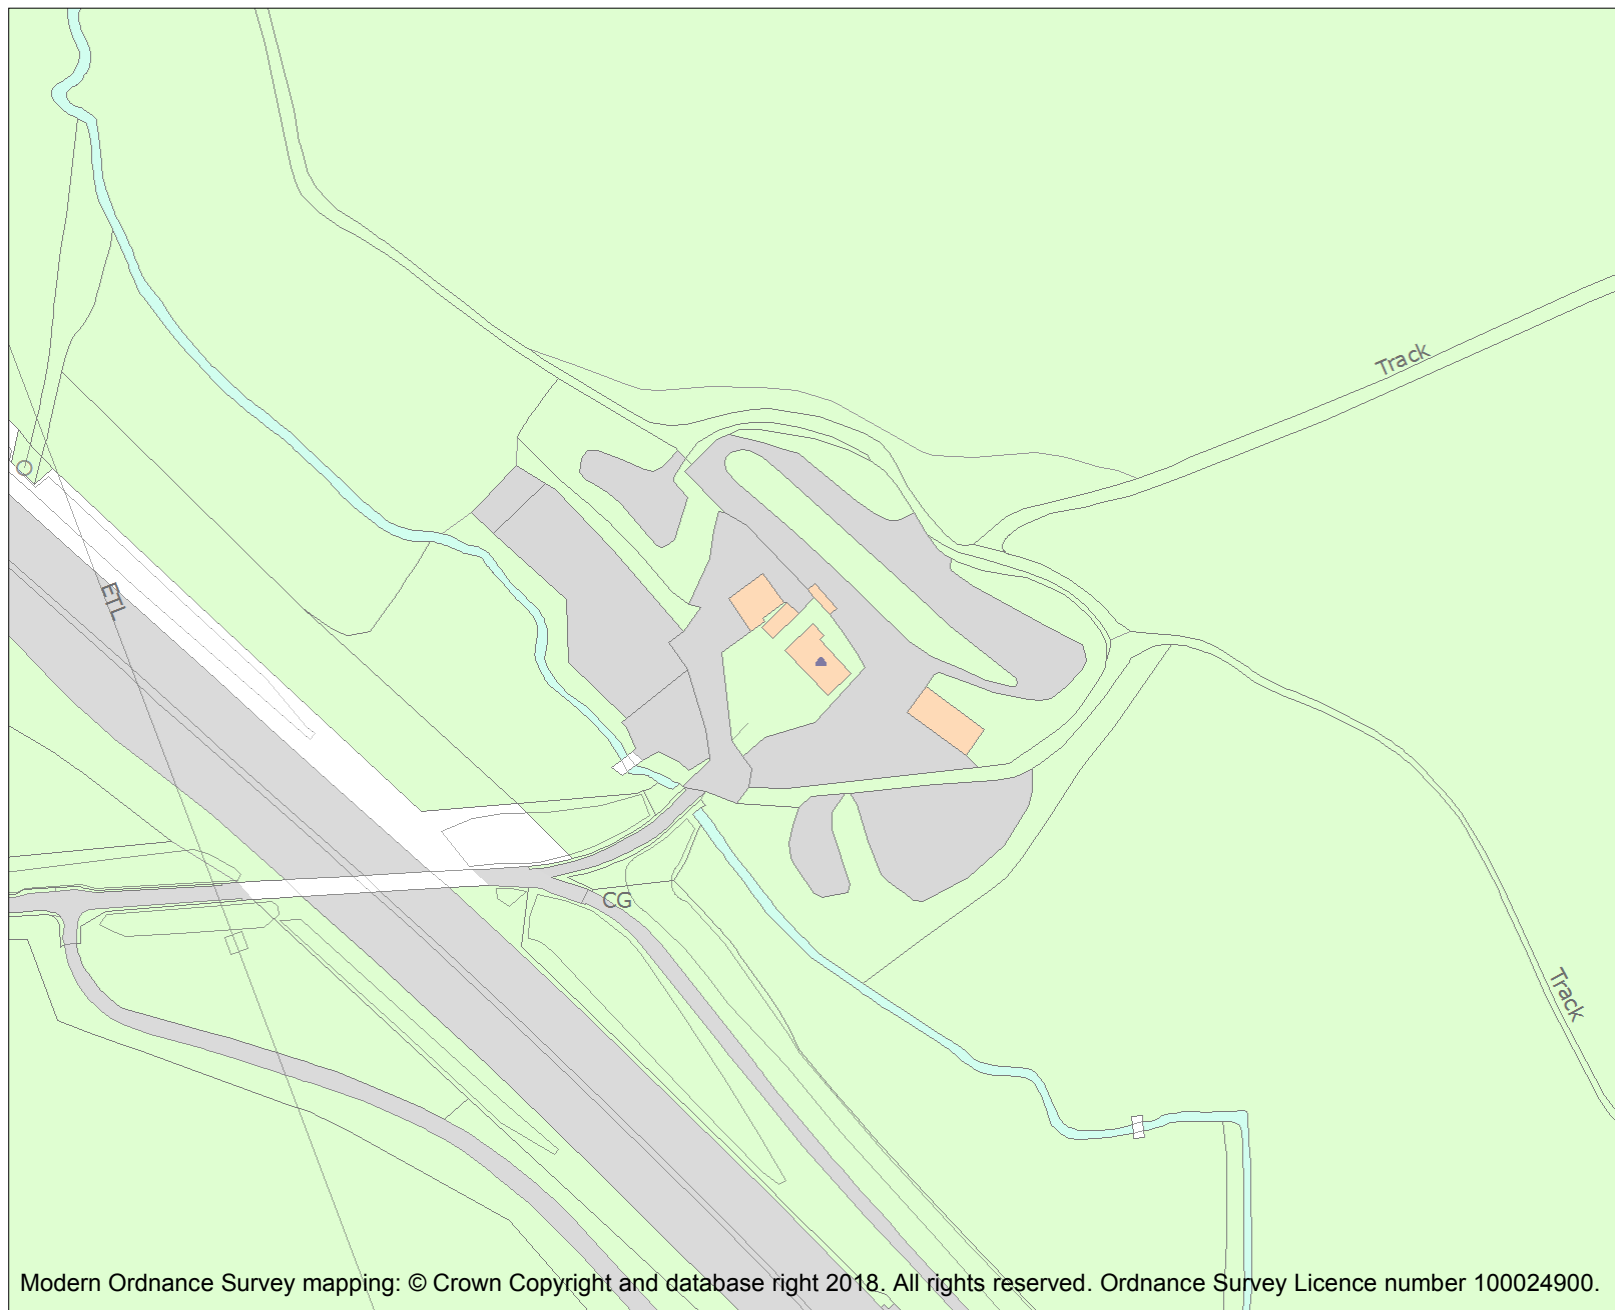 Track
ETL
CG
Track
Modern Ordnance Survey mapping: © Crown Copyright and database right 2018. All rights reserved. Ordnance Survey Licence number 100024900.